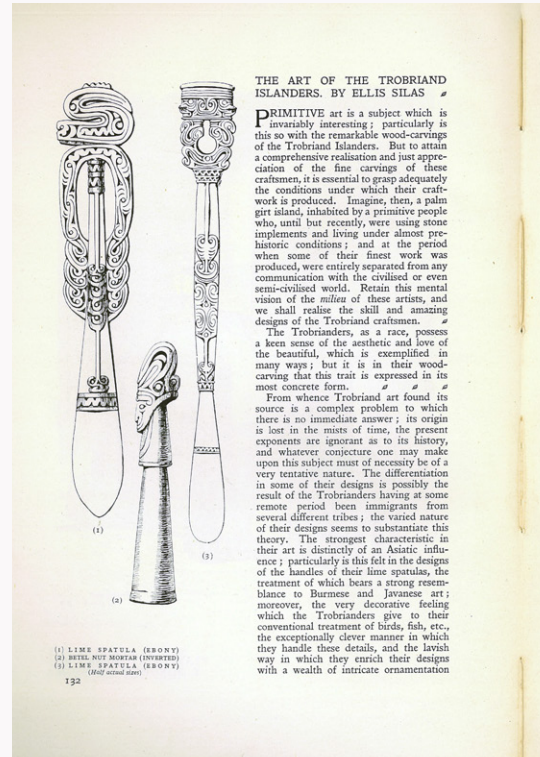 THE ART OF THE TROBRIAND
ISLANDERS. BY ELLIS SILAS
PRIMITIVE art is a subject which is
invariably interesting ; particularly is
this so with the remarkable wood-carvings
of the Trobriand Islanders. But to attain
a comprehensive realisation and just appre-
ciation of the fine carvings of these
craftsmen, it is essential to grasp adequately
the conditions under which their craft-
work is produced. Imagine, then, a palm
girt island, inhabited by a primitive people
who, until but recently, were using stone
implements and living under almost pre-
historic conditions ; and at the period
when some of their finest work was
produced, were entirely separated from any
communication with the civilised or even
semi-civilised world. Retain this mental
vision of the milieu of these artists, and
we shall realise the skill and amazing
designs of the Trobriand craftsmen.
The Trobrianders, as a race, possess
a keen sense of the aesthetic and love of
the beautiful, which is exemplified in
many ways ; but it is in their wood-
carving that this trait is expressed in its
most concrete form.
From whence Trobriand art found its
source is a complex problem to which
there is no immediate answer ; its origin
is lost in the mists of time, the present
exponents are ignorant as to its history,
and whatever conjecture one may make
upon this subject must of necessity be of a
very tentative nature. The differentiation
in some of their designs is possibly the
result of the Trobrianders having at some
remote period been immigrants from
several different tribes ; the varied nature
of their designs seems to substantiate this
theory. The strongest characteristic in
their art is distinctly of an Asiatic influ-
ence ; particularly is this felt in the designs
of the handles of their lime spatulas, the
treatment of which bears a strong resem-
blance to Burmese and Javanese art ;
moreover, the very decorative feeling
which the Trobrianders give to their
conventional treatment of birds, fish, etc.,
the exceptionally clever manner in which
they handle these details, and the lavish
way in which they enrich their designs
with a wealth of intricate ornamentation
(1)
(2)
(3)
(1) LIME SPATULA (EBONY)
(2) BETEL NUT MORTAR (INVERTED)
(3) LIME SPATULA (EBONY)
(Half actual sizes)
132